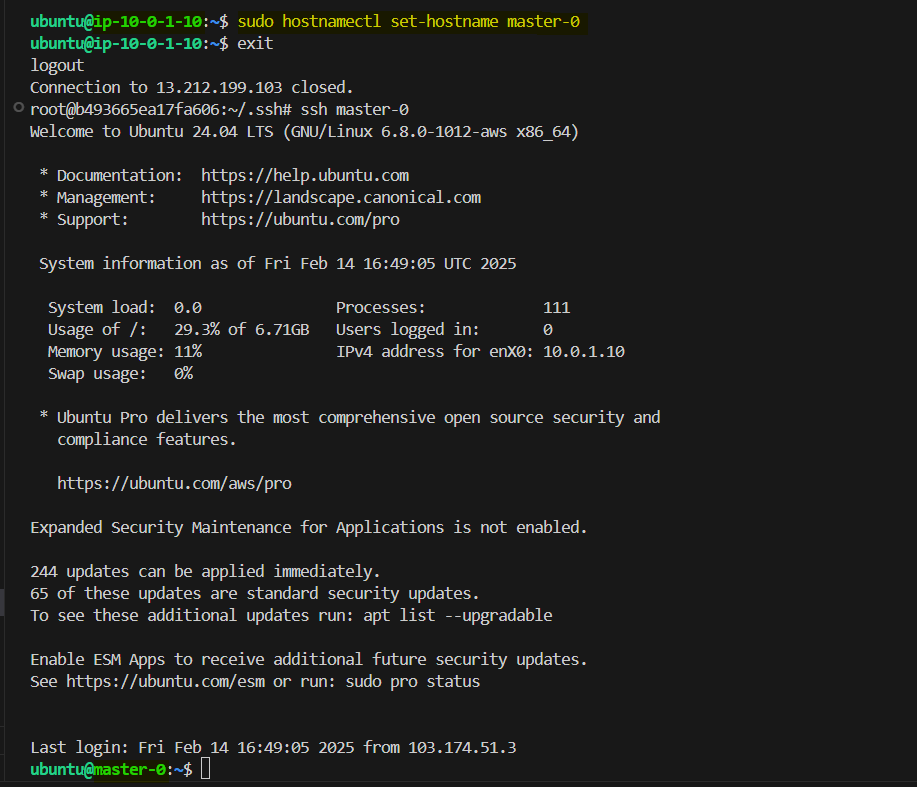 ubuntu@ip-10-0-1-10:~$ sudo hostnamectl set-hostname master-0
ubuntu@ip-10-0-1-10:~$ exit
logout
Connection to 13.212.199.103 closed.
root@b493665ea17fa606:~/.ssh# ssh master-0
Welcome to Ubuntu 24.04 LTS (GNU/Linux 6.8.0-1012-aws x86_64)

 * Documentation:  https://help.ubuntu.com
 * Management:     https://landscape.canonical.com
 * Support:        https://ubuntu.com/pro

 System information as of Fri Feb 14 16:49:05 UTC 2025

  System load:  0.0               Processes:             111
  Usage of /:   29.3% of 6.71GB   Users logged in:       0
  Memory usage: 11%               IPv4 address for enX0: 10.0.1.10
  Swap usage:   0%

 * Ubuntu Pro delivers the most comprehensive open source security and
   compliance features.

   https://ubuntu.com/aws/pro

Expanded Security Maintenance for Applications is not enabled.

244 updates can be applied immediately.
65 of these updates are standard security updates.
To see these additional updates run: apt list --upgradable

Enable ESM Apps to receive additional future security updates.
See https://ubuntu.com/esm or run: sudo pro status


Last login: Fri Feb 14 16:49:05 2025 from 103.174.51.3
ubuntu@master-0:~$